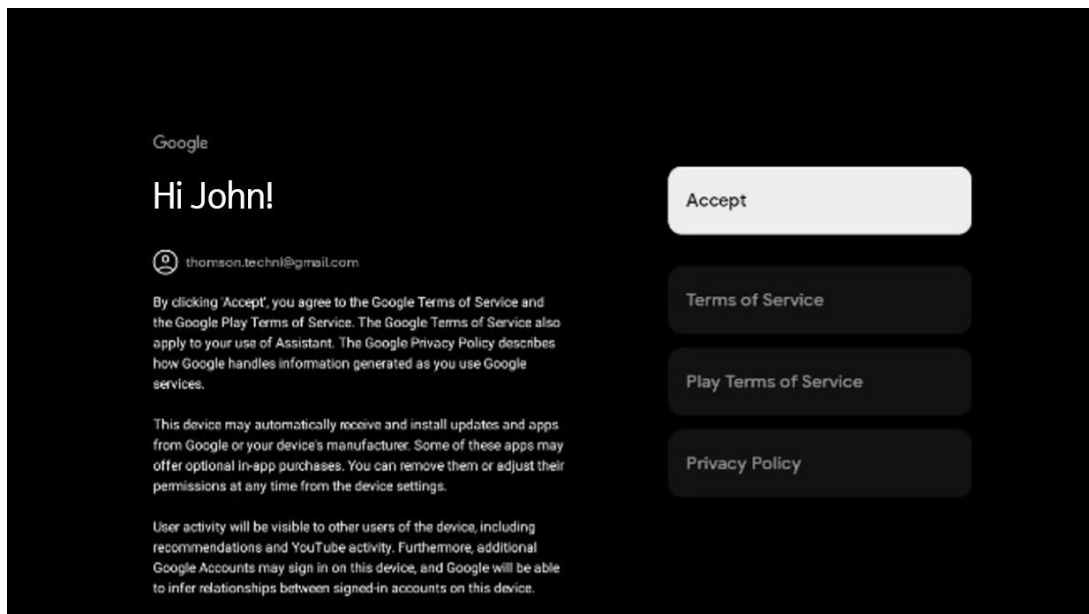 Google
Hi John!
thomson.technl@gmail.com
By clicking 'Accept', you agree to the Google Terms of Service and
the Google Play Terms of Service. The Google Terms of Service also
apply to your use of Assistant. The Google Privacy Policy describes
how Google handles information generated as you use Google
services.
This device may automatically receive and install updates and apps
from Google or your device's manufacturer. Some of these apps may
offer optional in-app purchases. You can remove them or adjust their
permissions at any time from the device settings.
User activity will be visible to other users of the device, including
recommendations and YouTube activity. Furthermore, additional
Google Accounts may sign in on this device, and Google will be able
to infer relationships between signed-in accounts on this device.
Accept
Terms of Service
Play Terms of Service
Privacy Policy